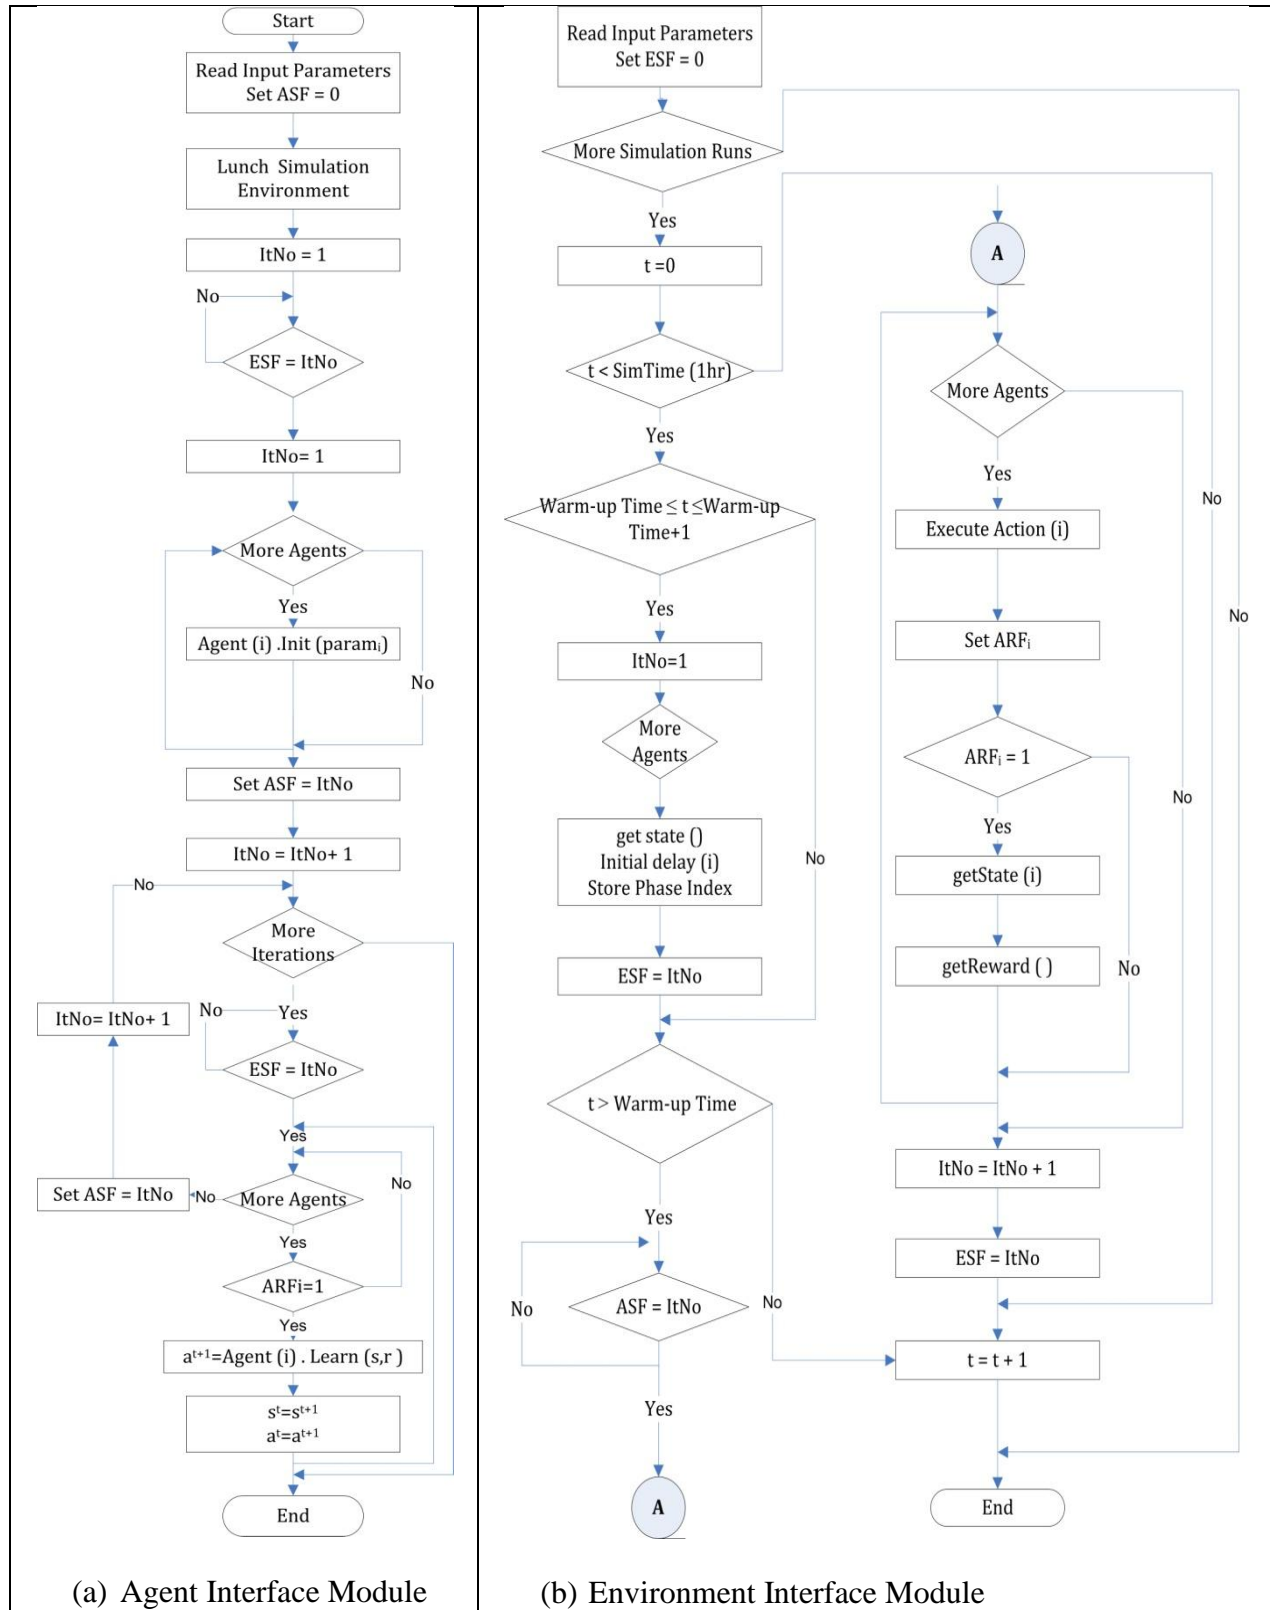 Start
Read Input Parameters
Set ASF = 0
Lunch Simulation
Environment
ItNo = 1
No
ESF = ItNo
ItNo= 1
More Agents
Yes
Agent (i) .Init (paramᵢ)
No
Set ASF = ItNo
ItNo = ItNo+ 1
No
More
Iterations
No
Yes
ItNo= ItNo+ 1
ESF = ItNo
Yes
No
Set ASF = ItNo
No
More Agents
Yes
ARFi=1
Yes
aᵗ⁺¹=Agent (i) . Learn (s,r )
sᵗ=sᵗ⁺¹
aᵗ=aᵗ⁺¹
End
(a) Agent Interface Module
Read Input Parameters
Set ESF = 0
More Simulation Runs
Yes
t =0
t < SimTime (1hr)
Yes
Warm-up Time ≤ t ≤Warm-up
Time+1
Yes
ItNo=1
More
Agents
get state ()
Initial delay (i)
Store Phase Index
No
ESF = ItNo
t > Warm-up Time
Yes
No
ASF = ItNo
No
Yes
A
A
More Agents
Yes
No
Execute Action (i)
No
Set ARFᵢ
ARFᵢ = 1
No
Yes
getState (i)
getReward ( )
No
ItNo = ItNo + 1
ESF = ItNo
t = t + 1
End
(b) Environment Interface Module